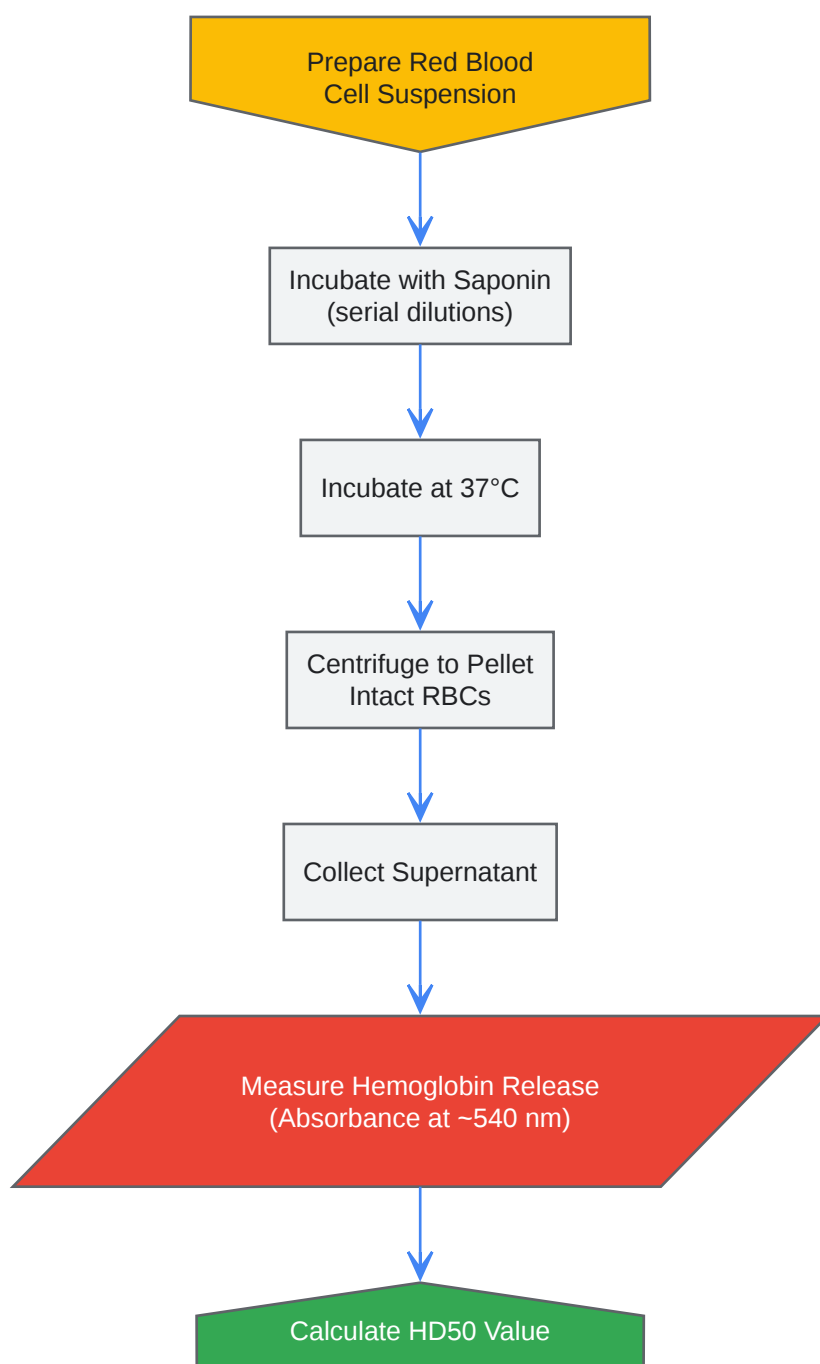 Prepare Red Blood
Cell Suspension
Incubate with Saponin
(serial dilutions)
Incubate at 37°C
Centrifuge to Pellet
Intact RBCs
Collect Supernatant
Measure Hemoglobin Release
(Absorbance at ~540 nm)
Calculate HD50 Value